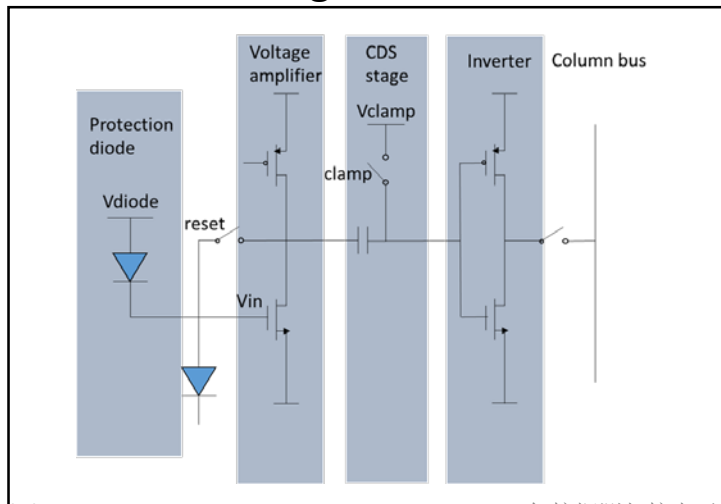 Voltage
amplifier
CDS
stage
Inverter
Column bus
Vclamp
Protection
diode
clamp
Vdiode
reset
Vin